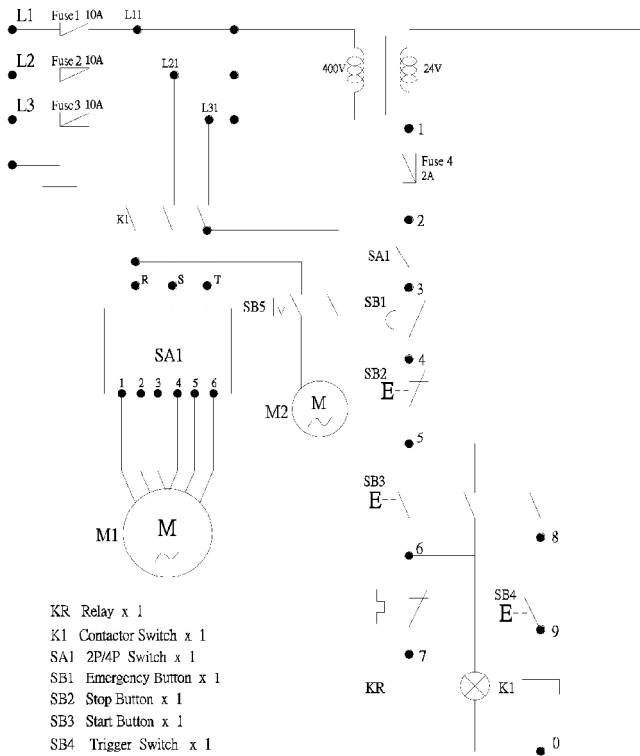 L1 Fuse1 10A L11
L2 Fuse 2 10A L21
L3 Fuse3 10A L31
400V 24V
1
Fuse 4
2A
2
K1
SA1
R S T
3
SB5
SB1
SA1
4
1 2 3 4 5 6
SB2
E
M2 M
5
SB3
E
M1 M
8
6
SB4
E
9
7
KR
K1
0
KR Relay x 1
K1 Contactor Switch x 1
SA1 2P/4P Switch x 1
SB1 Emergency Button x 1
SB2 Stop Button x 1
SB3 Start Button x 1
SB4 Trigger Switch x 1